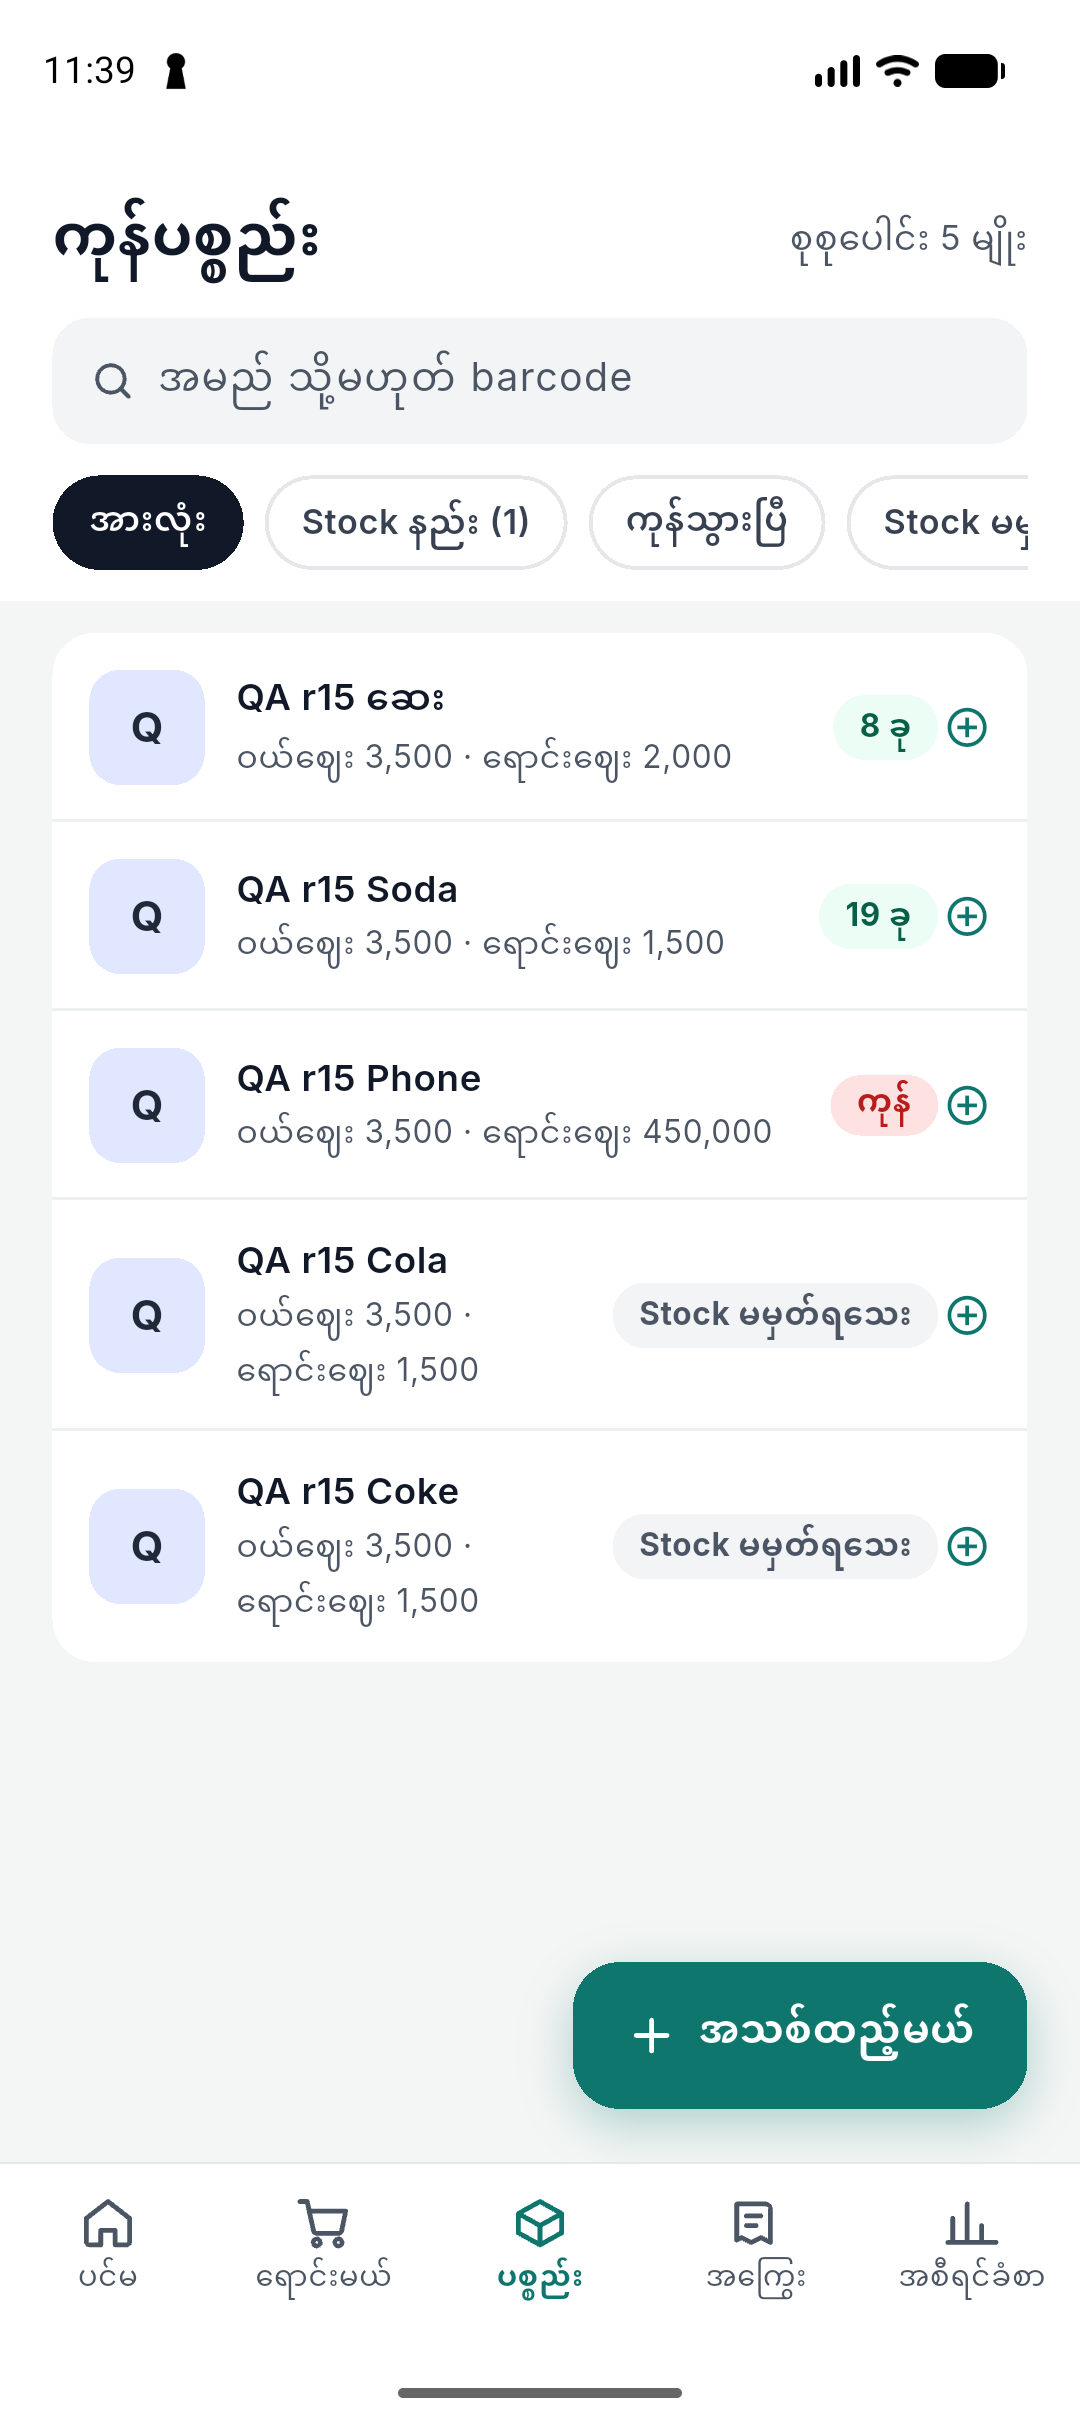 11:39
ကုန်ပစ္စည်း
စုစုပေါင်း 5 မျိုး
အမည် သို့မဟုတ် barcode
အားလုံး
Stock နည်း (1)
ကုန်သွားပြီ
Stock
QA r15 ဆေး
ဝယ်ဈေး 3,500 · ရောင်းဈေး 2,000
8 ခု
Q
QA r15 Soda
ဝယ်ဈေး 3,500 · ရောင်းဈေး 1,500
19 ခု
Q
QA r15 Phone
ဝယ်ဈေး 3,500 · ရောင်းဈေး 450,000
ကုန်
Q
QA r15 Cola
ဝယ်ဈေး 3,500 ·
ရောင်းဈေး 1,500
Stock မမှတ်ရသေး
Q
QA r15 Coke
ဝယ်ဈေး 3,500 ·
ရောင်းဈေး 1,500
Stock မမှတ်ရသေး
Q
အသစ်ထည့်မယ်
ပင်မ
ရောင်းမယ်
ပစ္စည်း
အကြွေး
အစီရင်ခံစာ